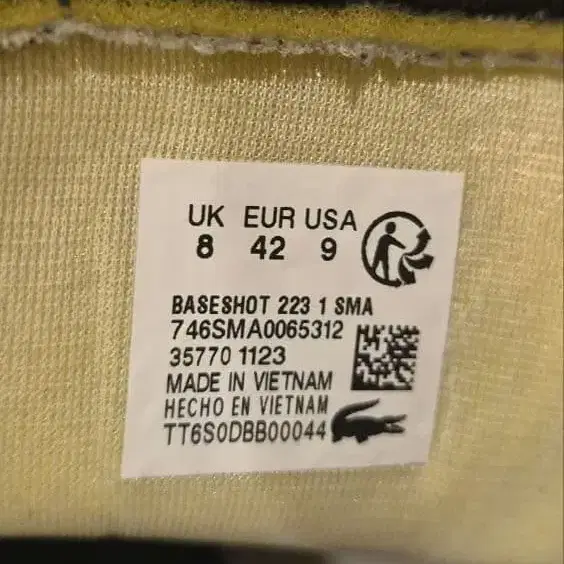 UK EUR USA
8 42 9
BASESHOT 223 1 SMA
746SMA0065312
35770 1123
MADE IN VIETNAM
HECHO EN VIETNAM
TT6S0DBB00044